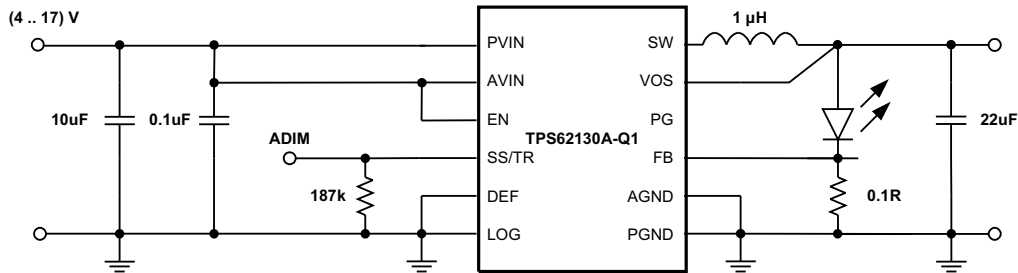 (4 .. 17) V
1 µH
PVIN
SW
AVIN
VOS
10uF
0.1uF
EN
PG
22uF
ADIM
TPS62130A-Q1
SS/TR
FB
187k
DEF
AGND
0.1R
LOG
PGND